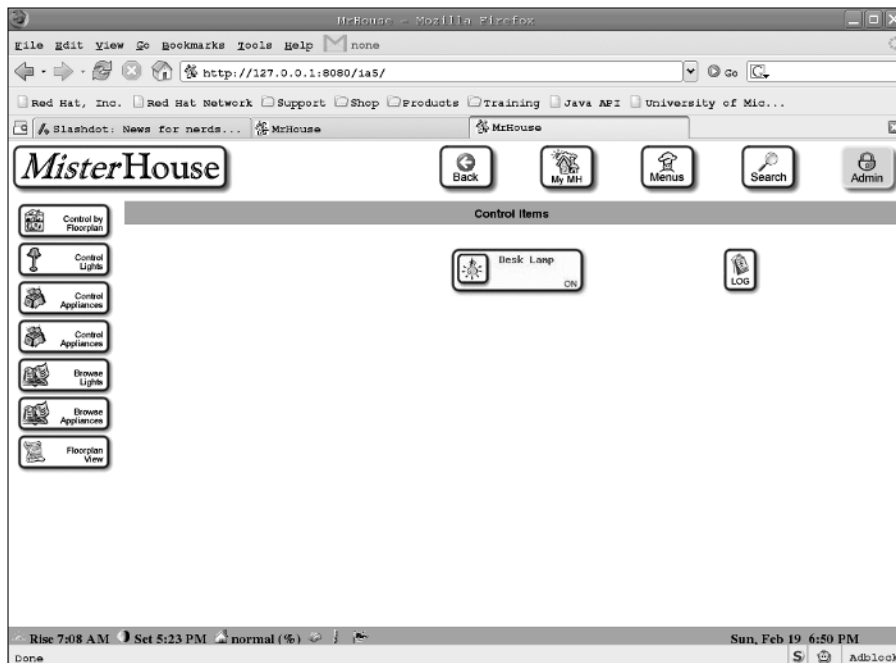 MrHouse - Mozilla Firefox
File Edit View Go Bookmarks Tools Help none
http://127.0.0.1:8080/ia5/ Go
Red Hat, Inc. Red Hat Network Support Shop Products Training Java API University of Mic...
Slashdot: News for nerds... MrHouse MrHouse
MisterHouse
Back
My MH
Menus
Search
Admin
Control by
Floorplan
Control
Lights
Control
Appliances
Control
Appliances
Browse
Lights
Browse
Appliances
Floorplan
View
Control Items
Desk Lamp
ON
LOG
Rise 7:08 AM Set 5:23 PM normal (%) Sun, Feb 19 6:50 PM
Done Adblock